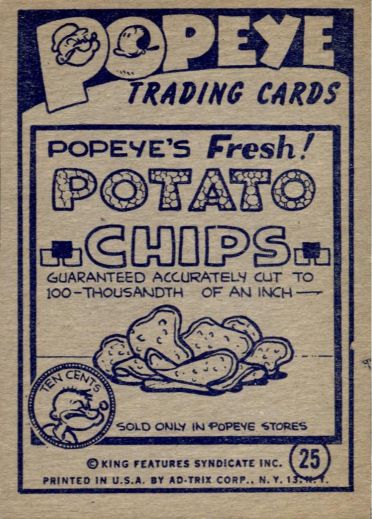 POPEYE
TRADING CARDS
POPEYE'S Fresh!
POTATO
CHIPS
GUARANTEED ACCURATELY CUT TO
100-THOUSANDTH OF AN INCH
TEN CENTS
SOLD ONLY IN POPEYE STORES
© KING FEATURES SYNDICATE INC.
25
PRINTED IN U.S.A. BY AD-TRIX CORP., N.Y. 13, N.Y.